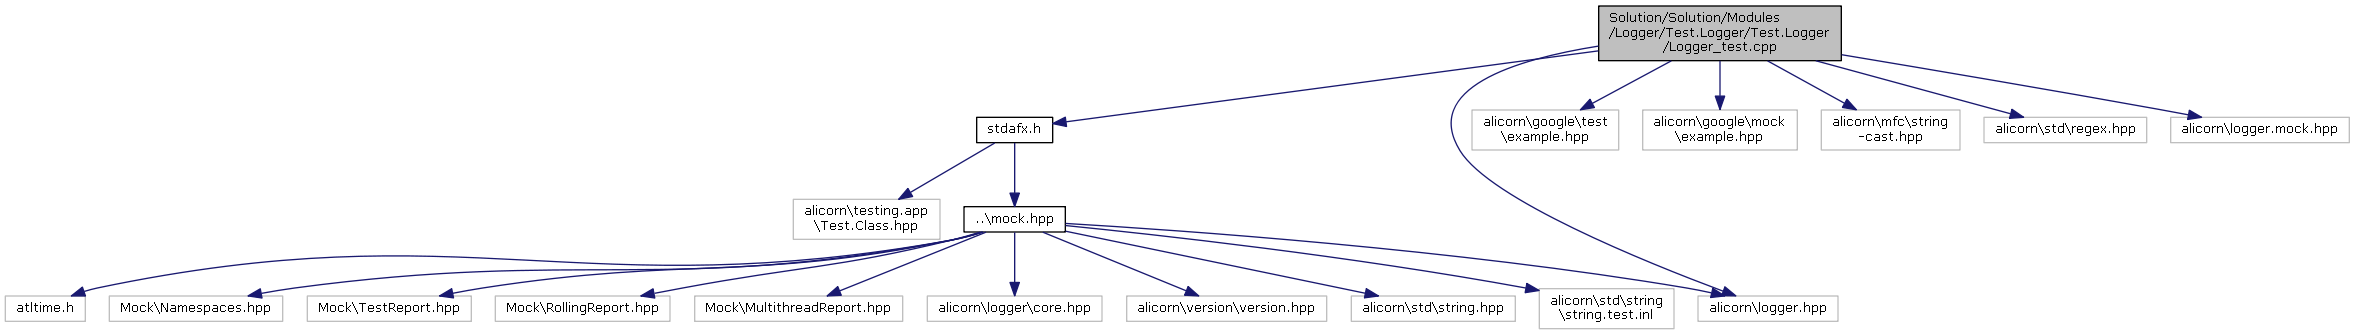 Solution/Solution/Modules
/Logger/Test.Logger/Test.Logger
/Logger_test.cpp
stdafx.h
alicorn\google\test
\example.hpp
alicorn\google\mock
\example.hpp
alicorn\mfc\string
-cast.hpp
alicorn\std\regex.hpp
alicorn\logger.mock.hpp
alicorn\testing.app
\Test.Class.hpp
..\mock.hpp
atltime.h
Mock\Namespaces.hpp
Mock\TestReport.hpp
Mock\RollingReport.hpp
Mock\MultithreadReport.hpp
alicorn\logger\core.hpp
alicorn\version\version.hpp
alicorn\std\string.hpp
alicorn\std\string
\string.test.inl
alicorn\logger.hpp